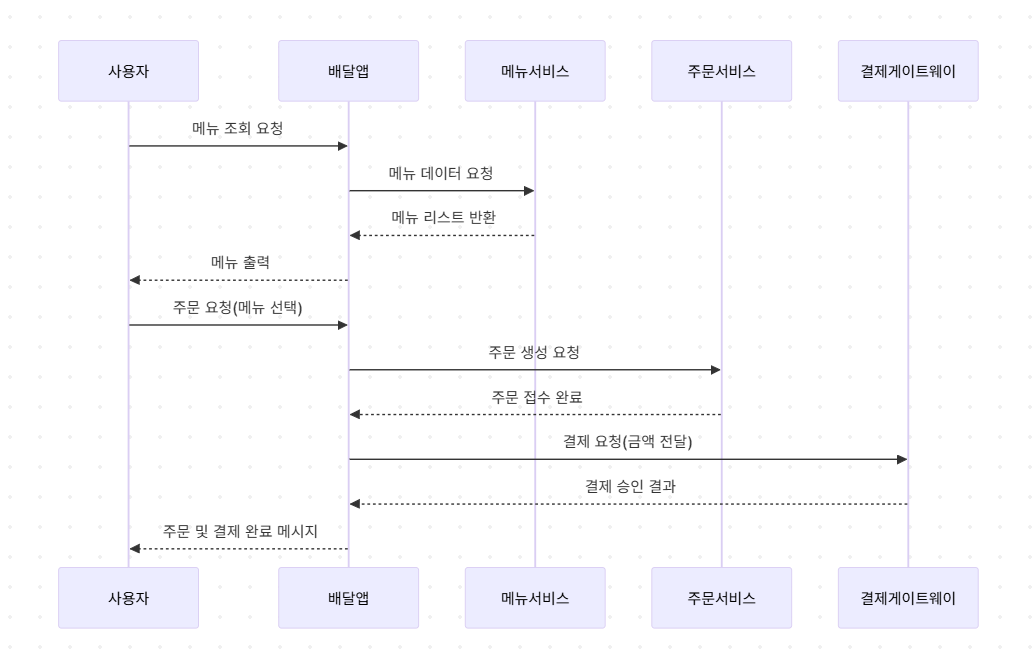 사용자
배달앱
메뉴서비스
주문서비스
결제게이트웨이
메뉴 조회 요청
메뉴 데이터 요청
메뉴 리스트 반환
메뉴 출력
주문 요청(메뉴 선택)
주문 생성 요청
주문 접수 완료
결제 요청(금액 전달)
결제 승인 결과
주문 및 결제 완료 메시지
사용자
배달앱
메뉴서비스
주문서비스
결제게이트웨이